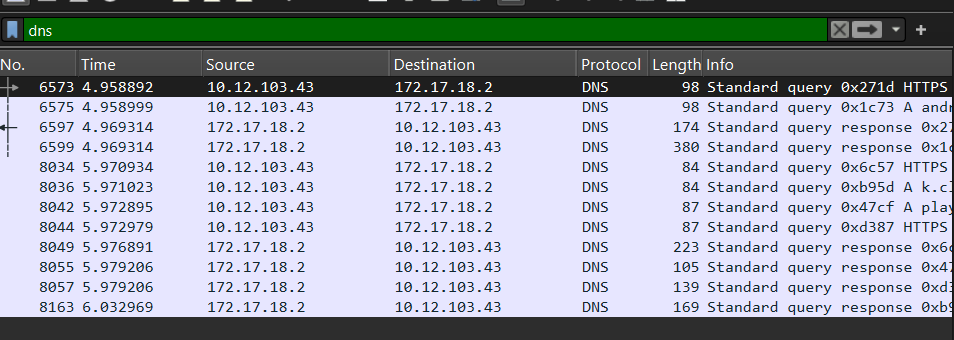 dns
No. Time Source Destination Protocol Length Info
6573 4.958892 10.12.103.43 172.17.18.2 DNS 98 Standard query 0x271d HTTPS
6575 4.958999 10.12.103.43 172.17.18.2 DNS 98 Standard query 0x1c73 A andr
6597 4.969314 172.17.18.2 10.12.103.43 DNS 174 Standard query response 0x27
6599 4.969314 172.17.18.2 10.12.103.43 DNS 380 Standard query response 0x1c
8034 5.970934 10.12.103.43 172.17.18.2 DNS 84 Standard query 0x6c57 HTTPS
8036 5.971023 10.12.103.43 172.17.18.2 DNS 84 Standard query 0xb95d A k.cl
8042 5.972895 10.12.103.43 172.17.18.2 DNS 87 Standard query 0x47cf A play
8044 5.972979 10.12.103.43 172.17.18.2 DNS 87 Standard query 0xd387 HTTPS
8049 5.976891 172.17.18.2 10.12.103.43 DNS 223 Standard query response 0x6c
8055 5.979206 172.17.18.2 10.12.103.43 DNS 105 Standard query response 0x47
8057 5.979206 172.17.18.2 10.12.103.43 DNS 139 Standard query response 0xd3
8163 6.032969 172.17.18.2 10.12.103.43 DNS 169 Standard query response 0xb9